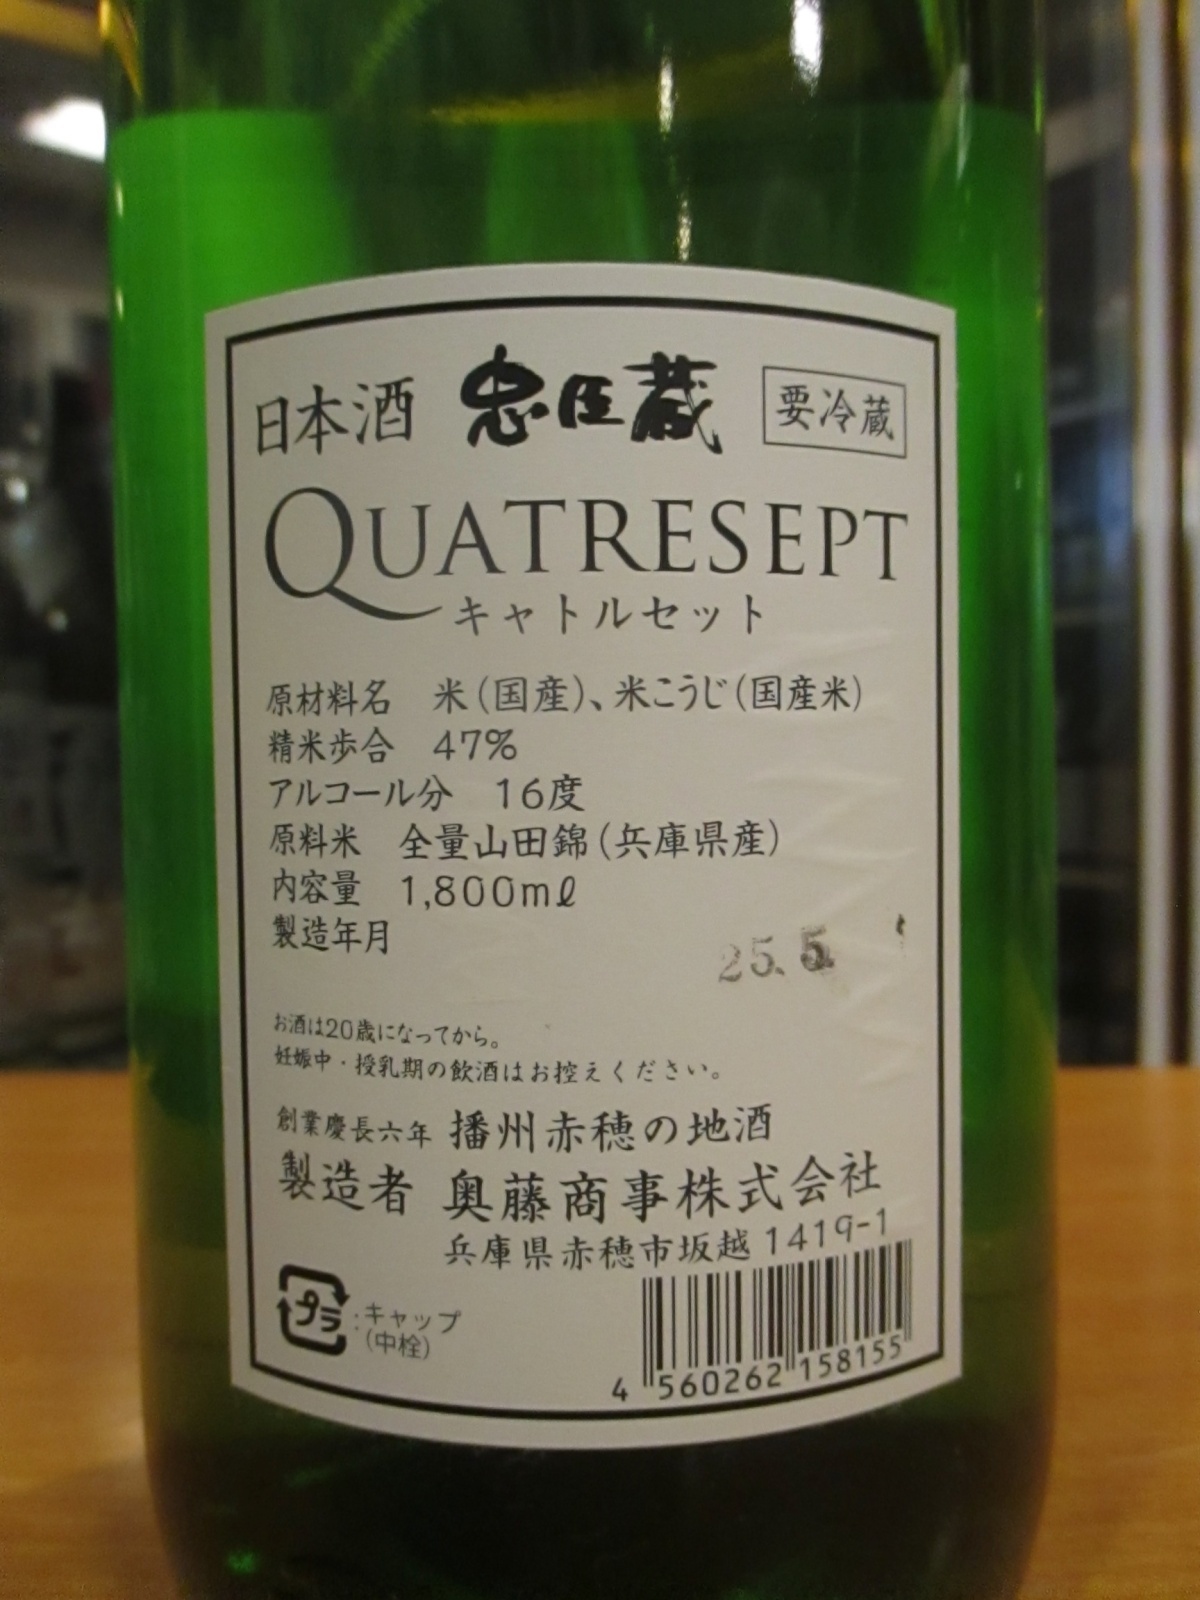 日本酒 忠臣蔵 要冷蔵
QUATRESEPT
キャトルセット
原材料名 米(国産)、米こうじ(国産米)
精米歩合 47%
アルコール分 16度
原料米 全量山田錦(兵庫県産)
内容量 1,800mℓ
製造年月 25.5
お酒は20歳になってから。
妊娠中・授乳期の飲酒はお控えください。
創業慶長六年 播州赤穂の地酒
製造者 奥藤商事株式会社
兵庫県赤穂市坂越1419-1
プラ:キャップ
(中栓)
4 560262 158155